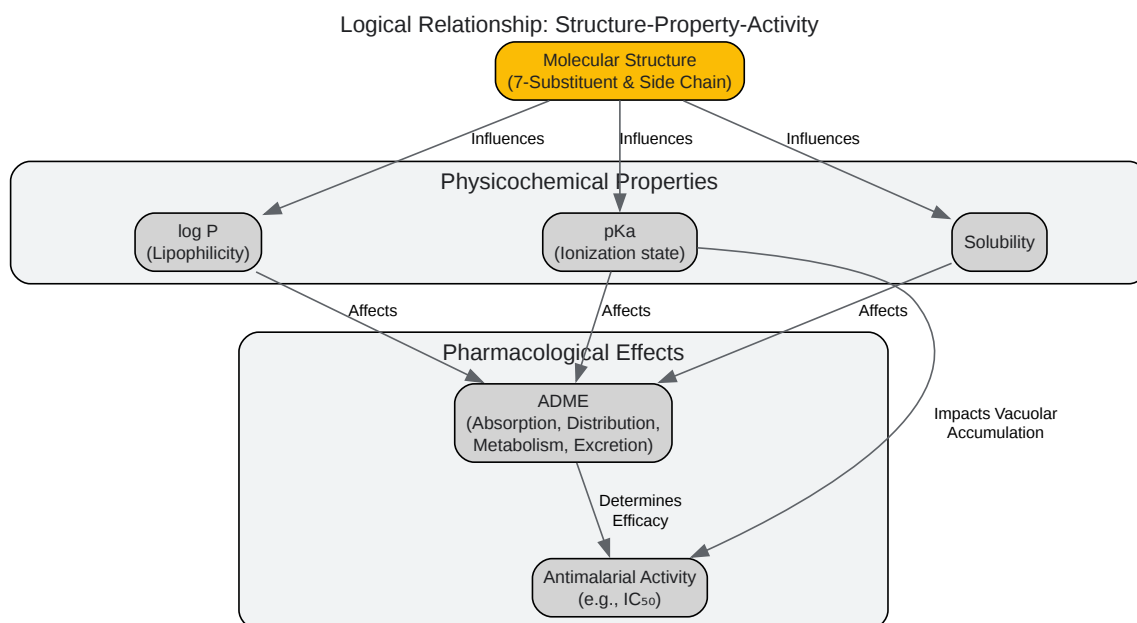 Logical Relationship: Structure-Property-Activity
Molecular Structure
(7-Substituent & Side Chain)
Influences
Influences
Influences
Physicochemical Properties
log P
(Lipophilicity)
pKa
(Ionization state)
Solubility
Affects
Affects
Affects
Pharmacological Effects
ADME
(Absorption, Distribution,
Metabolism, Excretion)
Impacts Vacuolar
Accumulation
Determines
Efficacy
Antimalarial Activity
(e.g., IC₅₀)